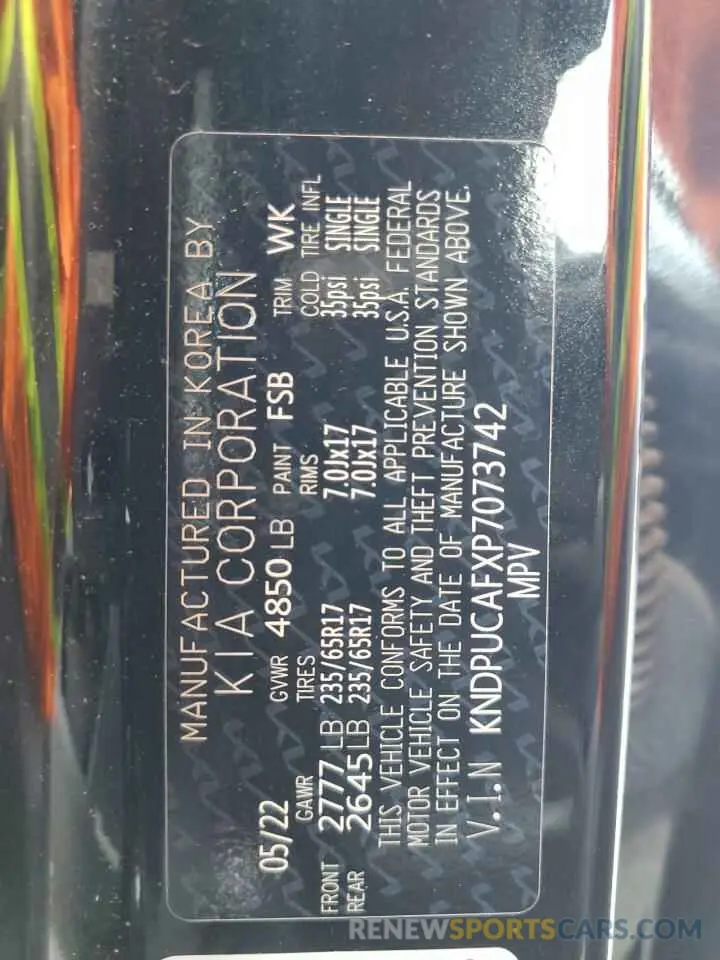 MANUFACTURED IN KOREA BY
KIA CORPORATION
05/22 GVWR 4850 LB PAINT FSB TRIM WK
GAWR TIRES RIMS COLD TIRE INFL
FRONT 2777 LB 235/65R17 7.0Jx17 35psi SINGLE
REAR 2645 LB 235/65R17 7.0Jx17 35psi SINGLE
THIS VEHICLE CONFORMS TO ALL APPLICABLE U.S.A. FEDERAL
MOTOR VEHICLE SAFETY AND THEFT PREVENTION STANDARDS
IN EFFECT ON THE DATE OF MANUFACTURE SHOWN ABOVE.
V.I.N KNDPUCAFXP7073742
MPV
RENEWSPORTSCARS.COM